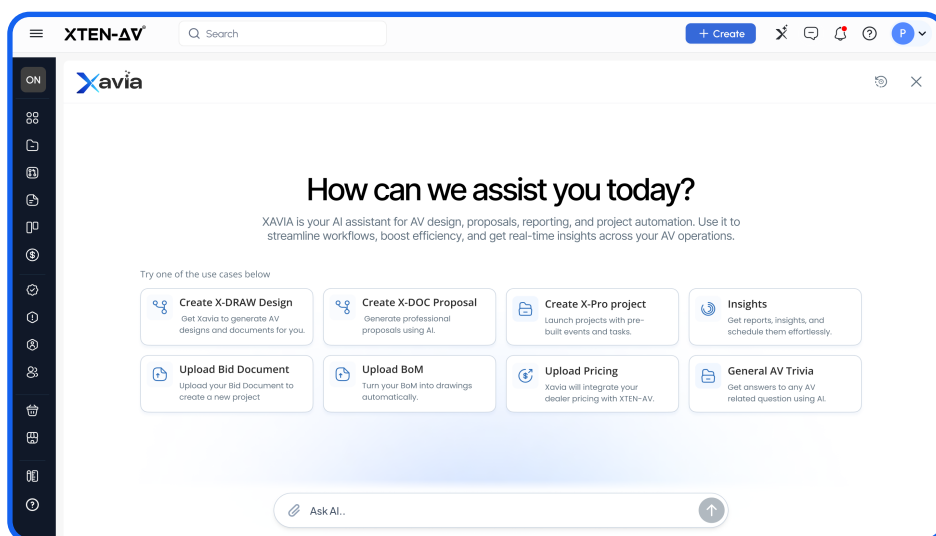 XTEN-AV
Search
+ Create
P
ON
Xavia
How can we assist you today?
XAVIA is your AI assistant for AV design, proposals, reporting, and project automation. Use it to
streamline workflows, boost efficiency, and get real-time insights across your AV operations.
Try one of the use cases below
Create X-DRAW Design
Get Xavia to generate AV
designs and documents for you.
Create X-DOC Proposal
Generate professional
proposals using AI.
Create X-Pro project
Launch projects with pre-
built events and tasks.
Insights
Get reports, insights, and
schedule them effortlessly.
Upload Bid Document
Upload your Bid Document to
create a new project
Upload BoM
Turn your BoM into drawings
automatically.
Upload Pricing
Xavia will integrate your
dealer pricing with XTEN-AV.
General AV Trivia
Get answers to any AV
related question using AI.
Ask AI..